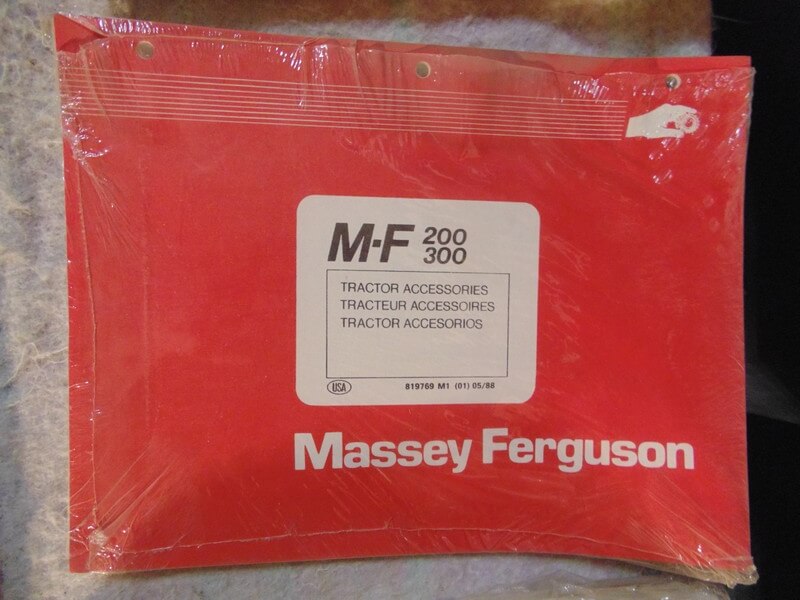 M-F 200
300
TRACTOR ACCESSORIES
TRACTEUR ACCESSOIRES
TRACTOR ACCESORIOS
USA
819769 M1 (01) 05/88
Massey Ferguson